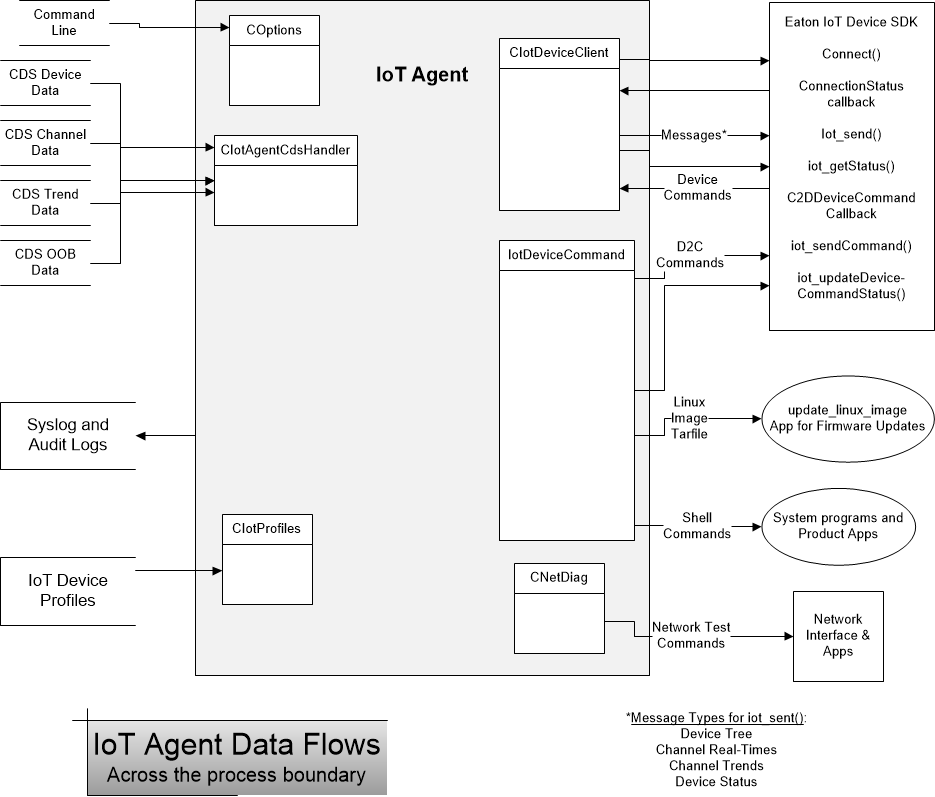 Command
Line
CDS Device
Data
CDS Channel
Data
CDS Trend
Data
CDS OOB
Data
Syslog and
Audit Logs
IoT Device
Profiles
IoT Agent
COptions
CIotAgentCdsHandler
CIotProfiles
CIotDeviceClient
IotDeviceCommand
CNetDiag
Messages*
Device
Commands
D2C
Commands
Linux
Image
Tarfile
Shell
Commands
Network Test
Commands
Eaton IoT Device SDK
Connect()
ConnectionStatus
callback
Iot_send()
iot_getStatus()
C2DDeviceCommand
Callback
iot_sendCommand()
iot_updateDevice-
CommandStatus()
update_linux_image
App for Firmware Updates
System programs and
Product Apps
Network
Interface &
Apps
IoT Agent Data Flows
Across the process boundary
*Message Types for iot_sent():
Device Tree
Channel Real-Times
Channel Trends
Device Status